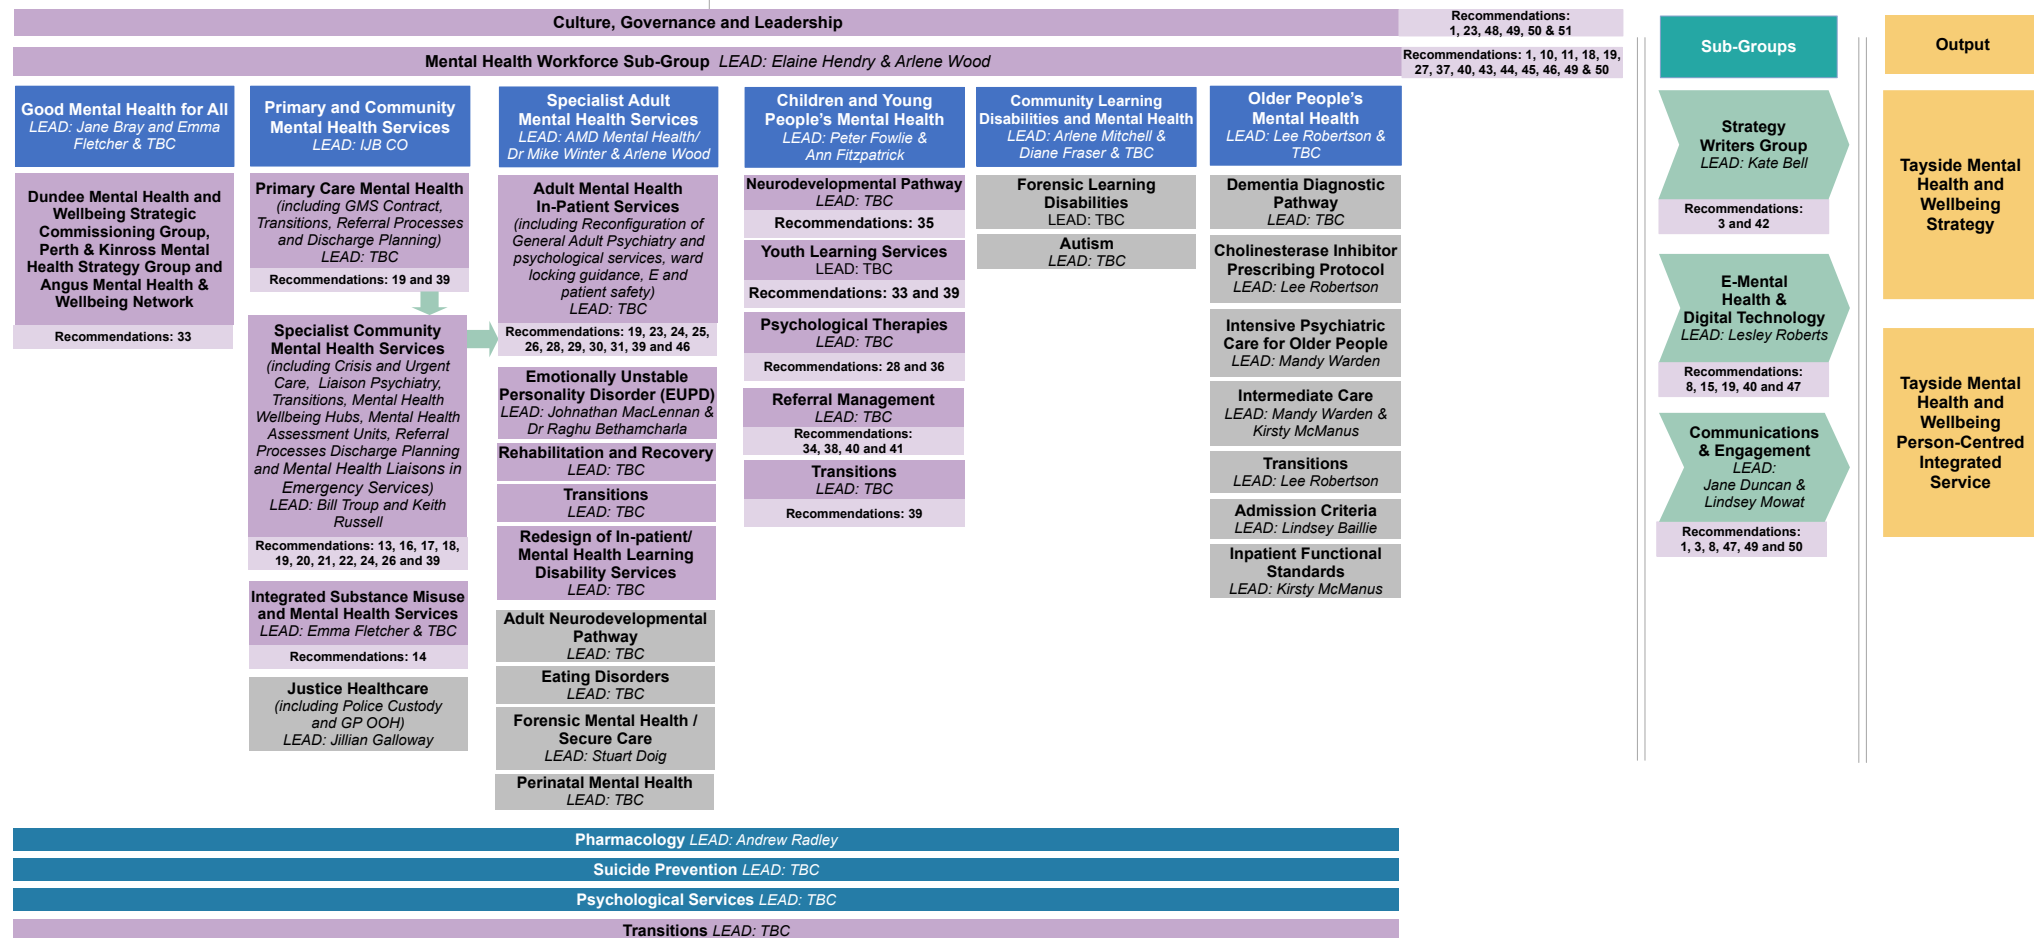 Culture, Governance and Leadership
Recommendations:
1, 23, 48, 49, 50 & 51
Mental Health Workforce Sub-Group LEAD: Elaine Hendry & Arlene Wood
Recommendations: 1, 10, 11, 18, 19,
27, 37, 40, 43, 44, 45, 46, 49 & 50
Good Mental Health for All
LEAD: Jane Bray and Emma
Fletcher & TBC
Dundee Mental Health and
Wellbeing Strategic
Commissioning Group,
Perth & Kinross Mental
Health Strategy Group and
Angus Mental Health &
Wellbeing Network
Recommendations: 33
Primary and Community
Mental Health Services
LEAD: IJB CO
Primary Care Mental Health
(including GMS Contract,
Transitions, Referral Processes
and Discharge Planning)
LEAD: TBC
Recommendations: 19 and 39
Specialist Community
Mental Health Services
(including Crisis and Urgent
Care, Liaison Psychiatry,
Transitions, Mental Health
Wellbeing Hubs, Mental Health
Assessment Units, Referral
Processes Discharge Planning
and Mental Health Liaisons in
Emergency Services)
LEAD: Bill Troup and Keith
Russell
Recommendations: 13, 16, 17, 18,
19, 20, 21, 22, 24, 26 and 39
Integrated Substance Misuse
and Mental Health Services
LEAD: Emma Fletcher & TBC
Recommendations: 14
Justice Healthcare
(including Police Custody
and GP OOH)
LEAD: Jillian Galloway
Specialist Adult
Mental Health Services
LEAD: AMD Mental Health/
Dr Mike Winter & Arlene Wood
Adult Mental Health
In-Patient Services
(including Reconfiguration of
General Adult Psychiatry and
psychological services, ward
locking guidance, E and
patient safety)
LEAD: TBC
Recommendations: 19, 23, 24, 25,
26, 28, 29, 30, 31, 39 and 46
Emotionally Unstable
Personality Disorder (EUPD)
LEAD: Johnathan MacLennan &
Dr Raghu Bethamcharla
Rehabilitation and Recovery
LEAD: TBC
Transitions
LEAD: TBC
Redesign of In-patient/
Mental Health Learning
Disability Services
LEAD: TBC
Adult Neurodevelopmental
Pathway
LEAD: TBC
Eating Disorders
LEAD: TBC
Forensic Mental Health /
Secure Care
LEAD: Stuart Doig
Perinatal Mental Health
LEAD: TBC
Children and Young
People's Mental Health
LEAD: Peter Fowlie &
Ann Fitzpatrick
Neurodevelopmental Pathway
LEAD: TBC
Recommendations: 35
Youth Learning Services
LEAD: TBC
Recommendations: 33 and 39
Psychological Therapies
LEAD: TBC
Recommendations: 28 and 36
Referral Management
LEAD: TBC
Recommendations:
34, 38, 40 and 41
Transitions
LEAD: TBC
Recommendations: 39
Community Learning
Disabilities and Mental Health
LEAD: Arlene Mitchell &
Diane Fraser & TBC
Forensic Learning
Disabilities
LEAD: TBC
Autism
LEAD: TBC
Older People's
Mental Health
LEAD: Lee Robertson &
TBC
Dementia Diagnostic
Pathway
LEAD: TBC
Cholinesterase Inhibitor
Prescribing Protocol
LEAD: Lee Robertson
Intensive Psychiatric
Care for Older People
LEAD: Mandy Warden
Intermediate Care
LEAD: Mandy Warden &
Kirsty McManus
Transitions
LEAD: Lee Robertson
Admission Criteria
LEAD: Lindsey Baillie
Inpatient Functional
Standards
LEAD: Kirsty McManus
Sub-Groups
Strategy
Writers Group
LEAD: Kate Bell
Recommendations:
3 and 42
E-Mental
Health &
Digital Technology
LEAD: Lesley Roberts
Recommendations:
8, 15, 19, 40 and 47
Communications
& Engagement
LEAD:
Jane Duncan &
Lindsey Mowat
Recommendations:
1, 3, 8, 47, 49 and 50
Output
Tayside Mental
Health and
Wellbeing
Strategy
Tayside Mental
Health and
Wellbeing
Person-Centred
Integrated
Service
Pharmacology LEAD: Andrew Radley
Suicide Prevention LEAD: TBC
Psychological Services LEAD: TBC
Transitions LEAD: TBC